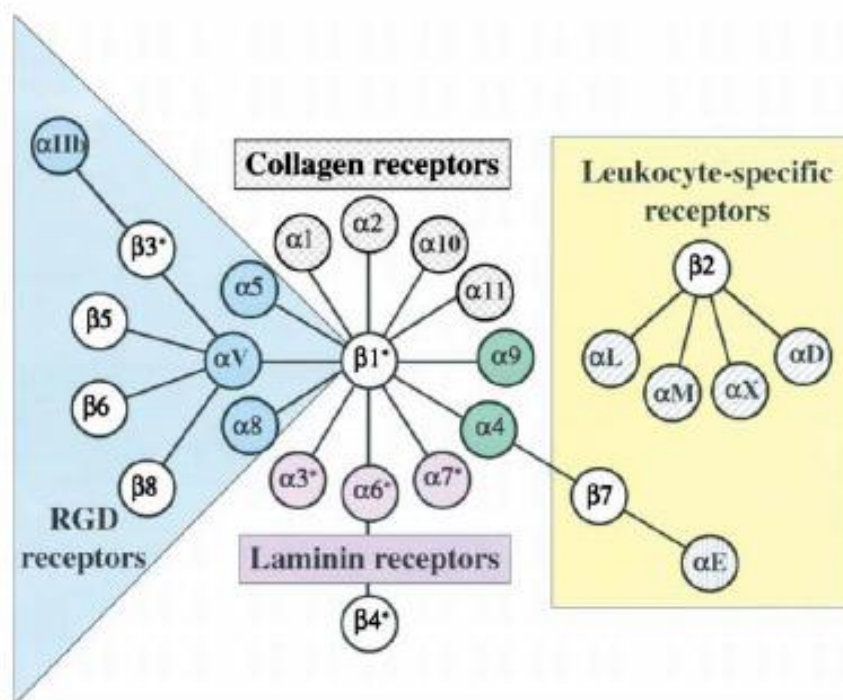 αIIb
Collagen receptors
Leukocyte-specific
receptors
β3*
α1
α2
α10
β2
α5
α11
β5
αV
β1*
α9
αL
αM
αX
αD
β6
α8
α4
β8
α3*
α6*
α7*
β7
RGD
receptors
Laminin receptors
αE
β4*